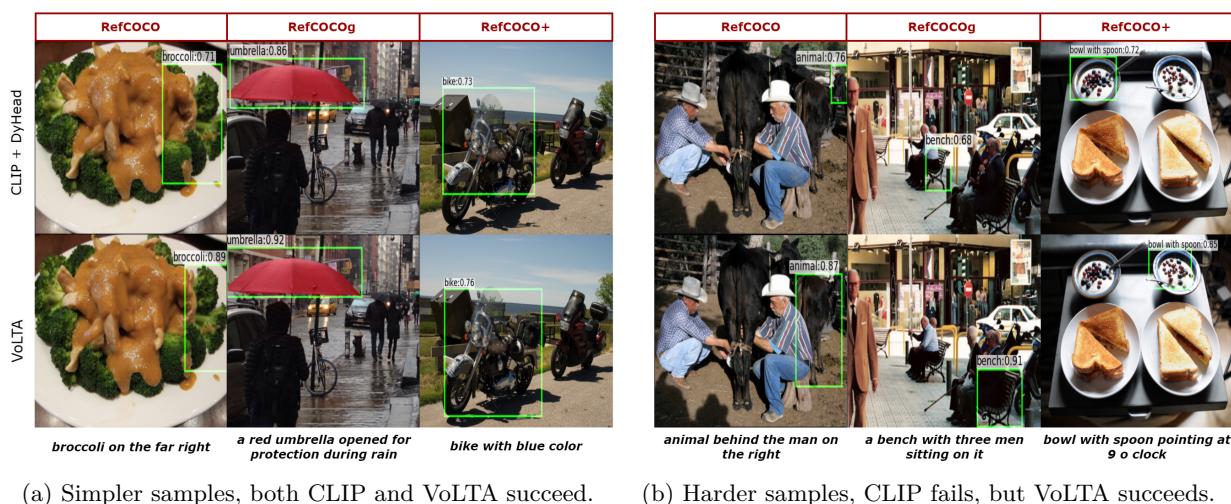 RefCOCO RefCOCOg RefCOCO+
CLIP + DyHead
broccoli:0.71
umbrella:0.86
bike:0.73
VoLTA
broccoli:0.89
umbrella:0.92
bike:0.76
broccoli on the far right
a red umbrella opened for
protection during rain
bike with blue color
(a) Simpler samples, both CLIP and VoLTA succeed.
RefCOCO RefCOCOg RefCOCO+
animal:0.76
bench:0.68
bowl with spoon:0.72
animal:0.87
bench:0.91
bowl with spoon:0.85
animal behind the man on
the right
a bench with three men
sitting on it
bowl with spoon pointing at
9 o clock
(b) Harder samples, CLIP fails, but VoLTA succeeds.